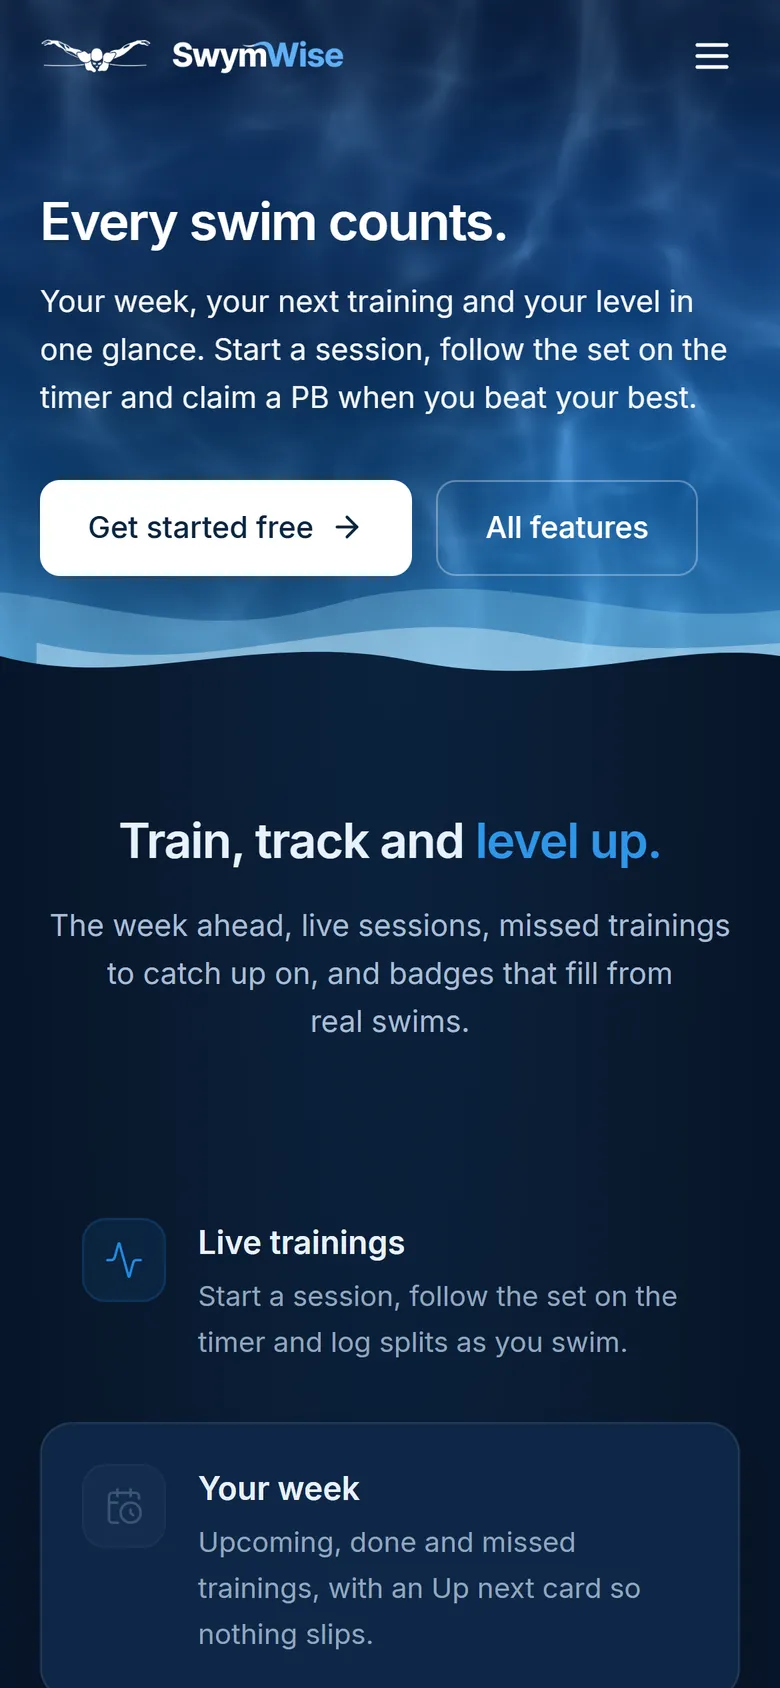 SwymWise
Every swim counts.
Your week, your next training and your level in
one glance. Start a session, follow the set on the
timer and claim a PB when you beat your best.
Get started free
All features
Train, track and level up.
The week ahead, live sessions, missed trainings
to catch up on, and badges that fill from
real swims.
Live trainings
Start a session, follow the set on the
timer and log splits as you swim.
Your week
Upcoming, done and missed
trainings, with an Up next card so
nothing slips.